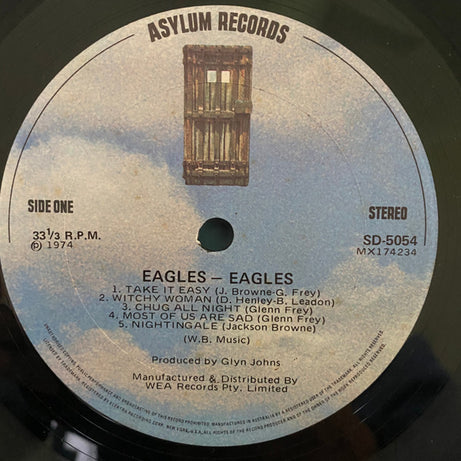 ASYLUM RECORDS
SIDE ONE
STEREO
33 1/3 R.P.M.
Ⓟ 1974
SD-5054
MX174234
EAGLES — EAGLES
1. TAKE IT EASY (J. Browne-G. Frey)
2. WITCHY WOMAN (D. Henley-B. Leadon)
3. CHUG ALL NIGHT (Glenn Frey)
4. MOST OF US ARE SAD (Glenn Frey)
5. NIGHTINGALE (Jackson Browne)
(W.B. Music)
Produced by Glyn Johns
Manufactured & Distributed By
WEA Records Pty. Limited